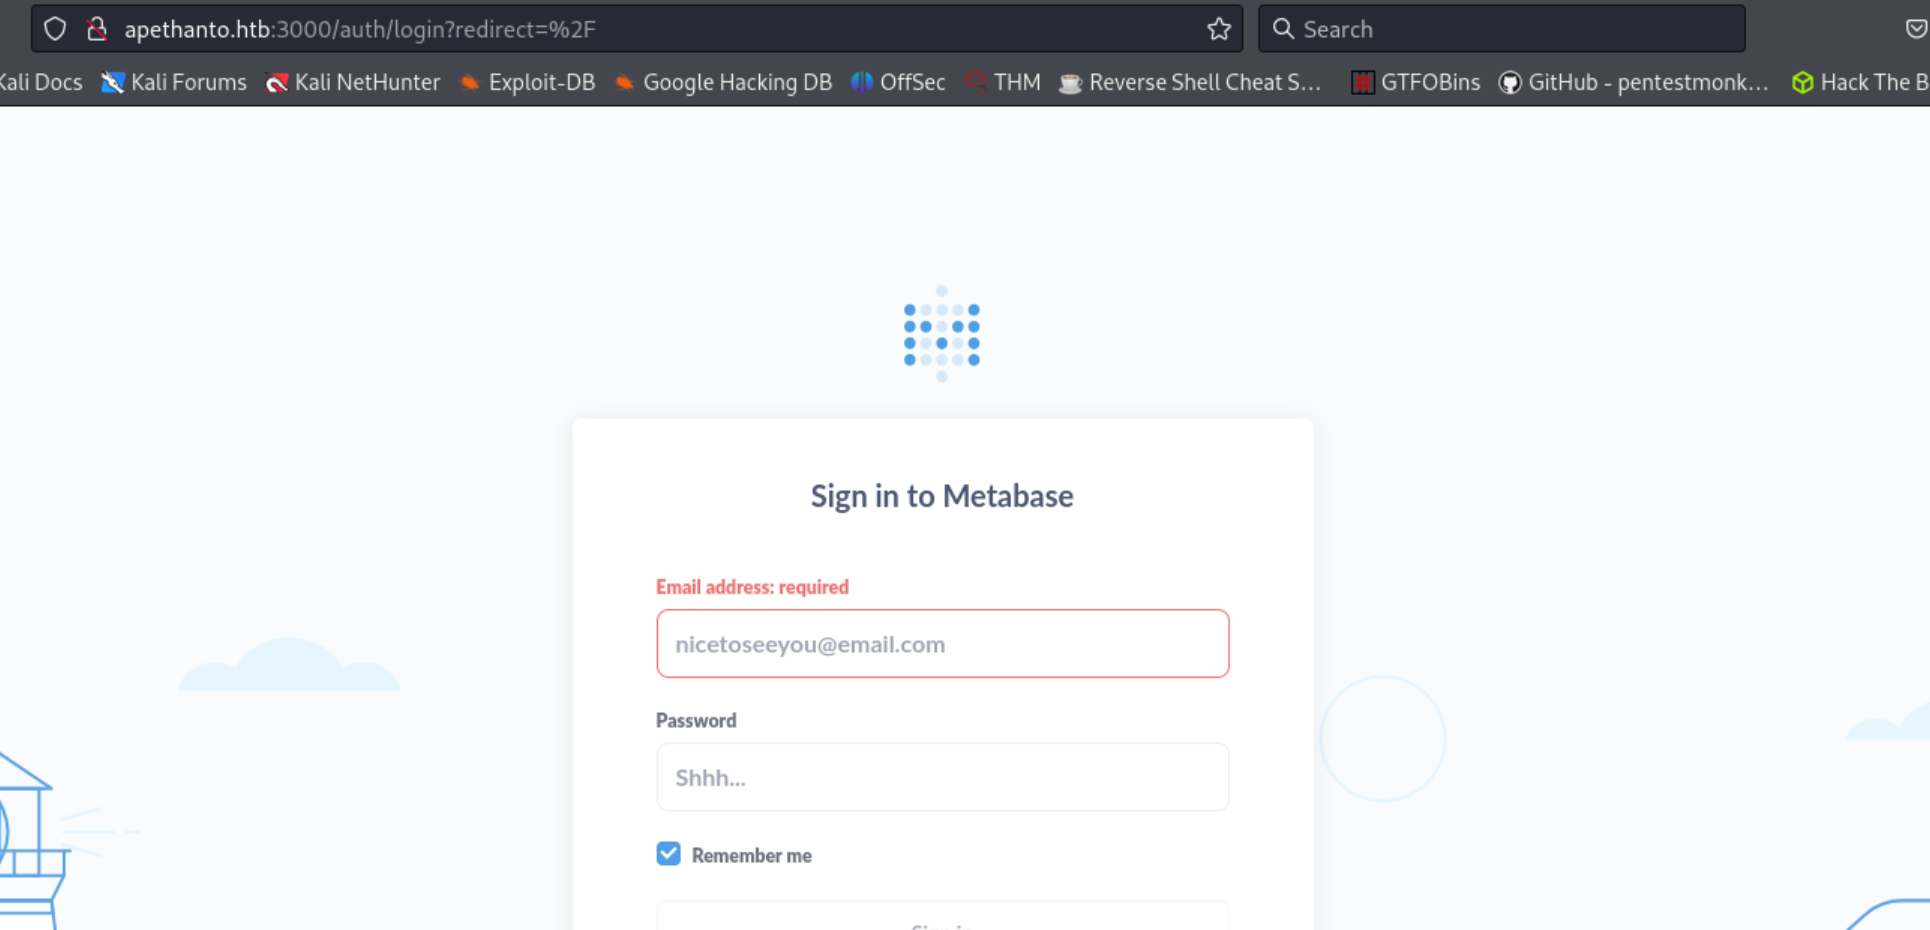 apethanto.htb:3000/auth/login?redirect=%2F Search
Kali Docs Kali Forums Kali NetHunter Exploit-DB Google Hacking DB OffSec THM Reverse Shell Cheat S… GTFOBins GitHub - pentestmonk… Hack The B
Sign in to Metabase
Email address: required
nicetoseeyou@email.com
Password
Shhh...
Remember me
Sign in